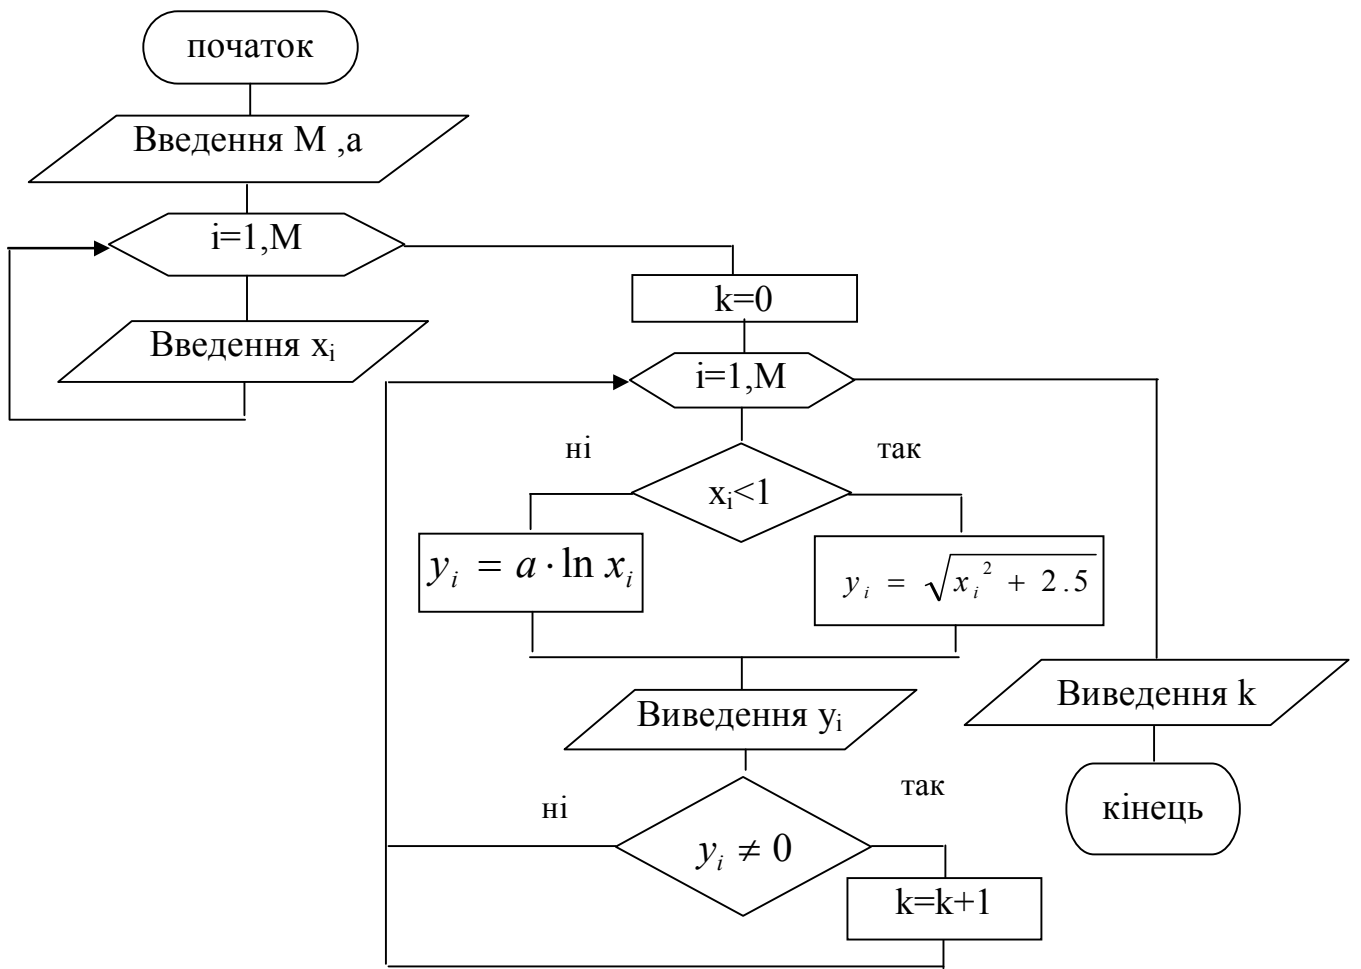 початок
Введення M ,a
i=1,M
Введення xᵢ
k=0
i=1,M
ні
так
xᵢ<1
yᵢ = a · ln xᵢ
yᵢ = √(xᵢ² + 2.5)
Виведення yᵢ
Виведення k
ні
так
yᵢ ≠ 0
k=k+1
кінець